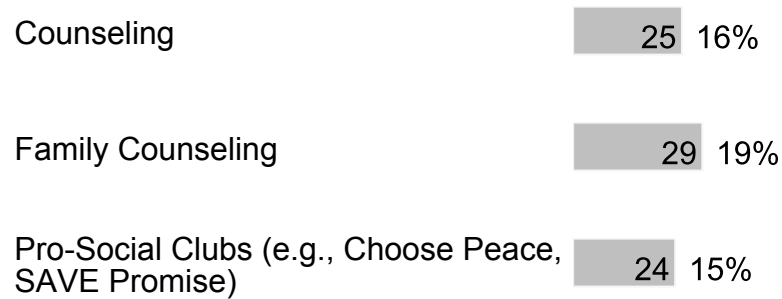 Counseling 25 16%
Family Counseling 29 19%
Pro-Social Clubs (e.g., Choose Peace,
SAVE Promise) 24 15%